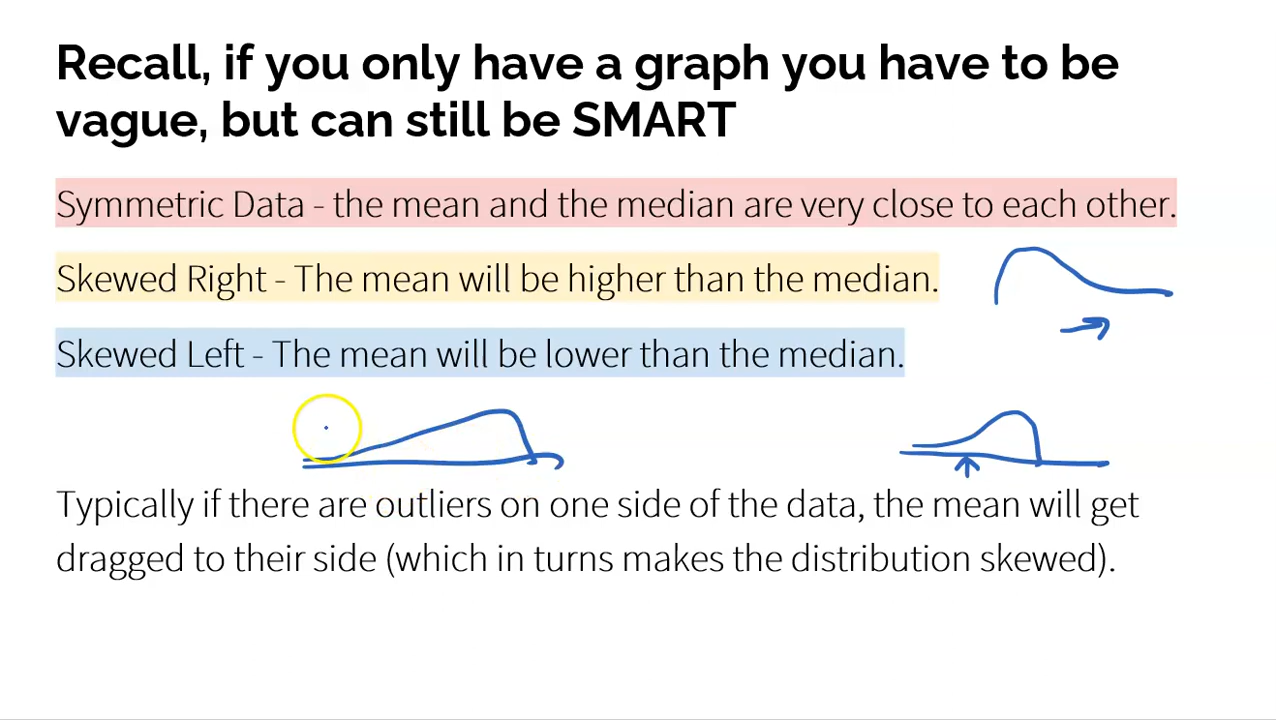 Recall, if you only have a graph you have to be
vague, but can still be SMART
Symmetric Data - the mean and the median are very close to each other.
Skewed Right - The mean will be higher than the median.
Skewed Left - The mean will be lower than the median.
Typically if there are outliers on one side of the data, the mean will get
dragged to their side (which in turns makes the distribution skewed).